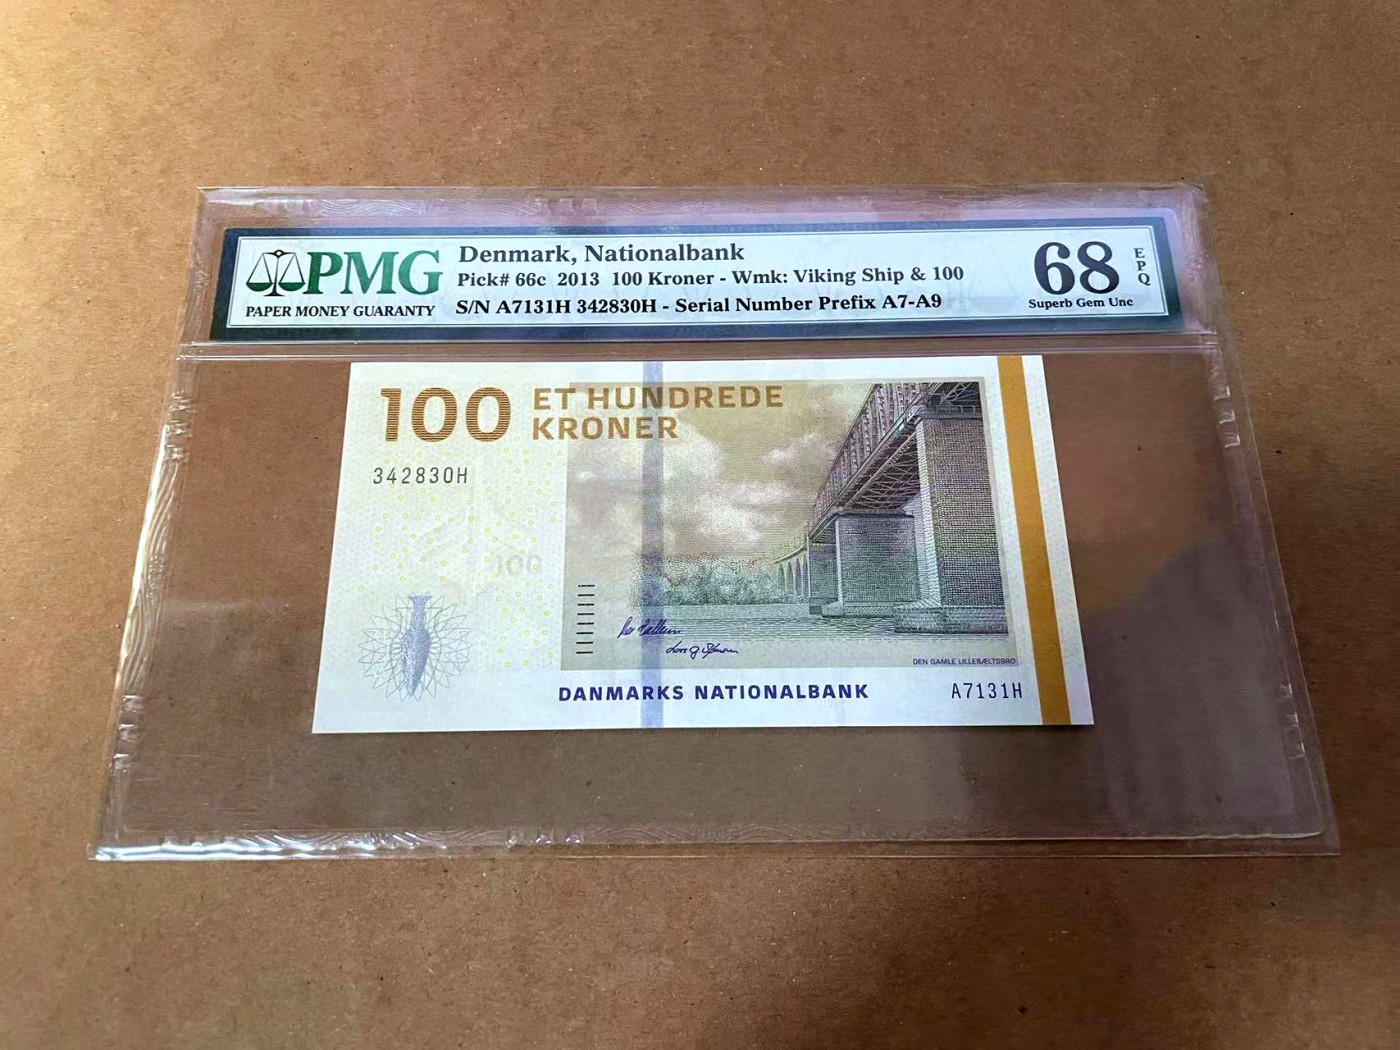 PMG
PAPER MONEY GUARANTY
Denmark, Nationalbank
Pick# 66c 2013 100 Kroner - Wmk: Viking Ship & 100
S/N A7131H 342830H - Serial Number Prefix A7-A9
68
EPQ
Superb Gem Unc
100 ET HUNDREDE
KRONER
342830H
100
DEN GAMLE LILLEBÆLTSBRO
DANMARKS NATIONALBANK
A7131H